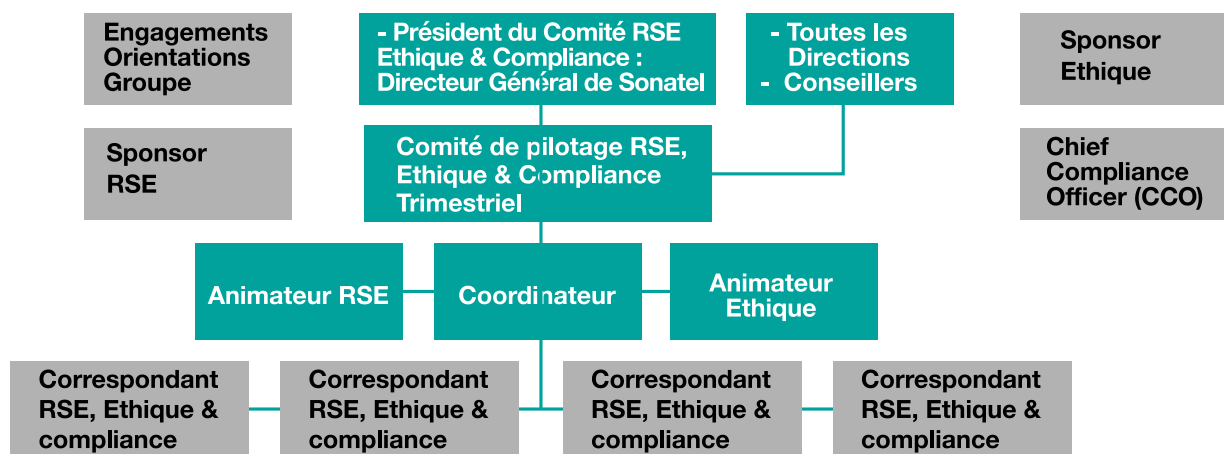 Engagements
Orientations
Groupe
- Président du Comité RSE
Ethique & Compliance :
Directeur Général de Sonatel
- Toutes les
Directions
- Conseillers
Sponsor
Ethique
Sponsor
RSE
Comité de pilotage RSE,
Ethique & Compliance
Trimestriel
Chief
Compliance
Officer (CCO)
Animateur RSE
Coordinateur
Animateur
Ethique
Correspondant
RSE, Ethique &
compliance
Correspondant
RSE, Ethique &
compliance
Correspondant
RSE, Ethique &
compliance
Correspondant
RSE, Ethique &
compliance